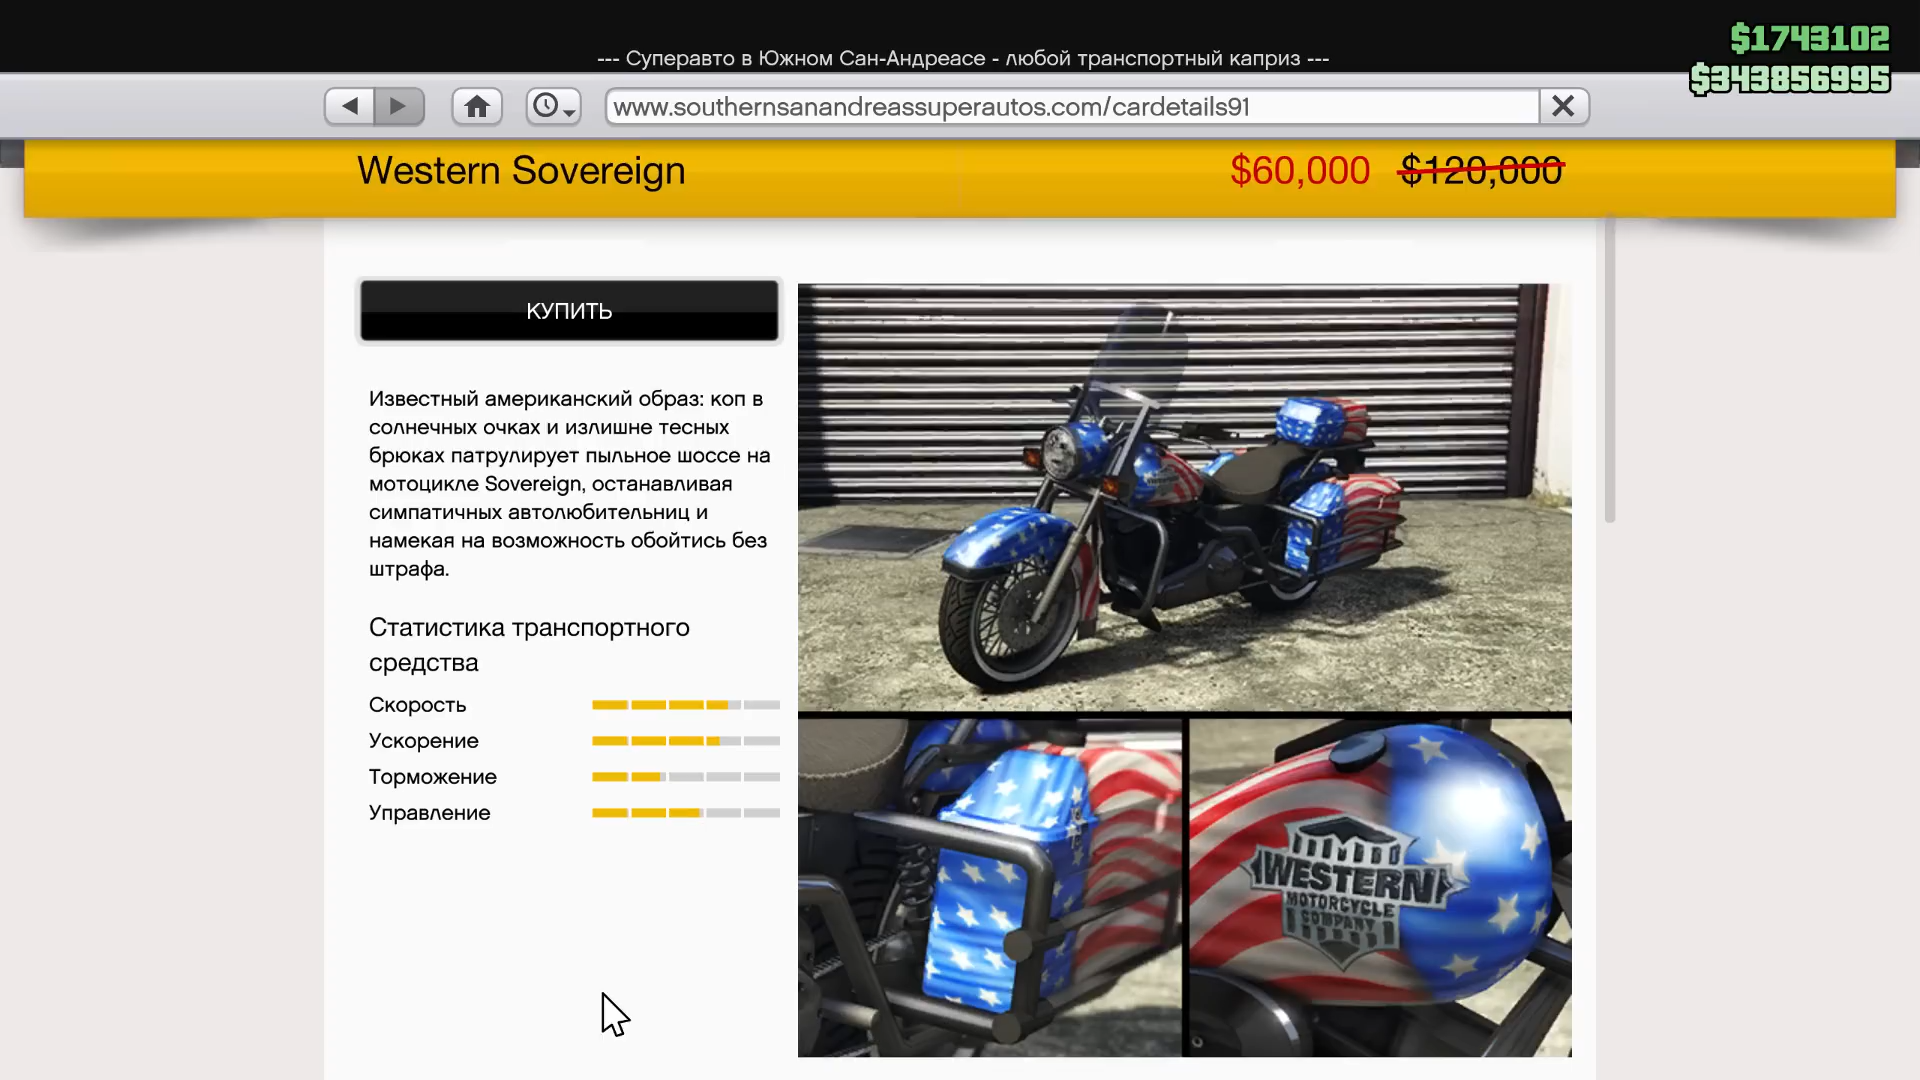 $1743102
--- Суперавто в Южном Сан-Андреасе - любой транспортный каприз ---
$343856995
www.southernsanandreassuperautos.com/cardetails91
Western Sovereign
$60,000 $120,000
КУПИТЬ
Известный американский образ: коп в
солнечных очках и излишне тесных
брюках патрулирует пыльное шоссе на
мотоцикле Sovereign, останавливая
симпатичных автолюбительниц и
намекая на возможность обойтись без
штрафа.
Статистика транспортного
средства
Скорость
Ускорение
Торможение
Управление
WESTERN
MOTORCYCLE
COMPANY